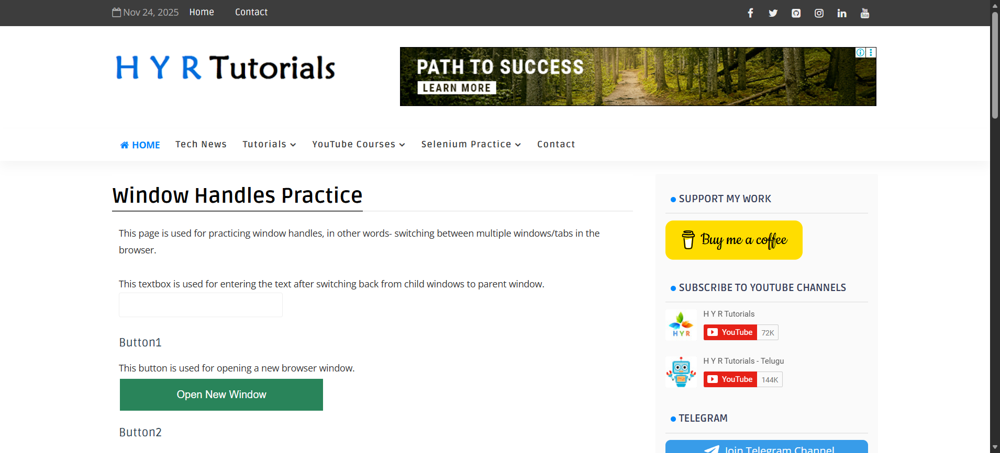 Nov 24, 2025 Home Contact
You Tube
H Y R Tutorials
PATH TO SUCCESS
LEARN MORE
HOME Tech News Tutorials YouTube Courses Selenium Practice Contact
Window Handles Practice
This page is used for practicing window handles, in other words- switching between multiple windows/tabs in the
browser.
This textbox is used for entering the text after switching back from child windows to parent window.
Button1
This button is used for opening a new browser window.
Open New Window
Button2
SUPPORT MY WORK
Buy me a coffee
SUBSCRIBE TO YOUTUBE CHANNELS
H Y R Tutorials
HYR
YouTube 72K
H Y R Tutorials - Telugu
YouTube 144K
TELEGRAM
Join Telegram Channel